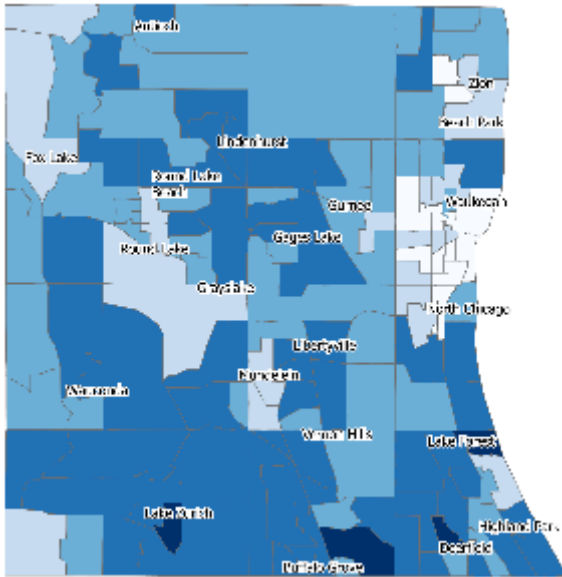 Antioch
Zion
Beach Park
Lindenhurst
Fox Lake
Round Lake
Beach
Waukegan
Gurnee
Gages Lake
Round Lake
Grayslake
North Chicago
Libertyville
Mundelein
Wauconda
Vernon Hills
Lake Forest
Lake Zurich
Highland Park
Deerfield
Buffalo Grove